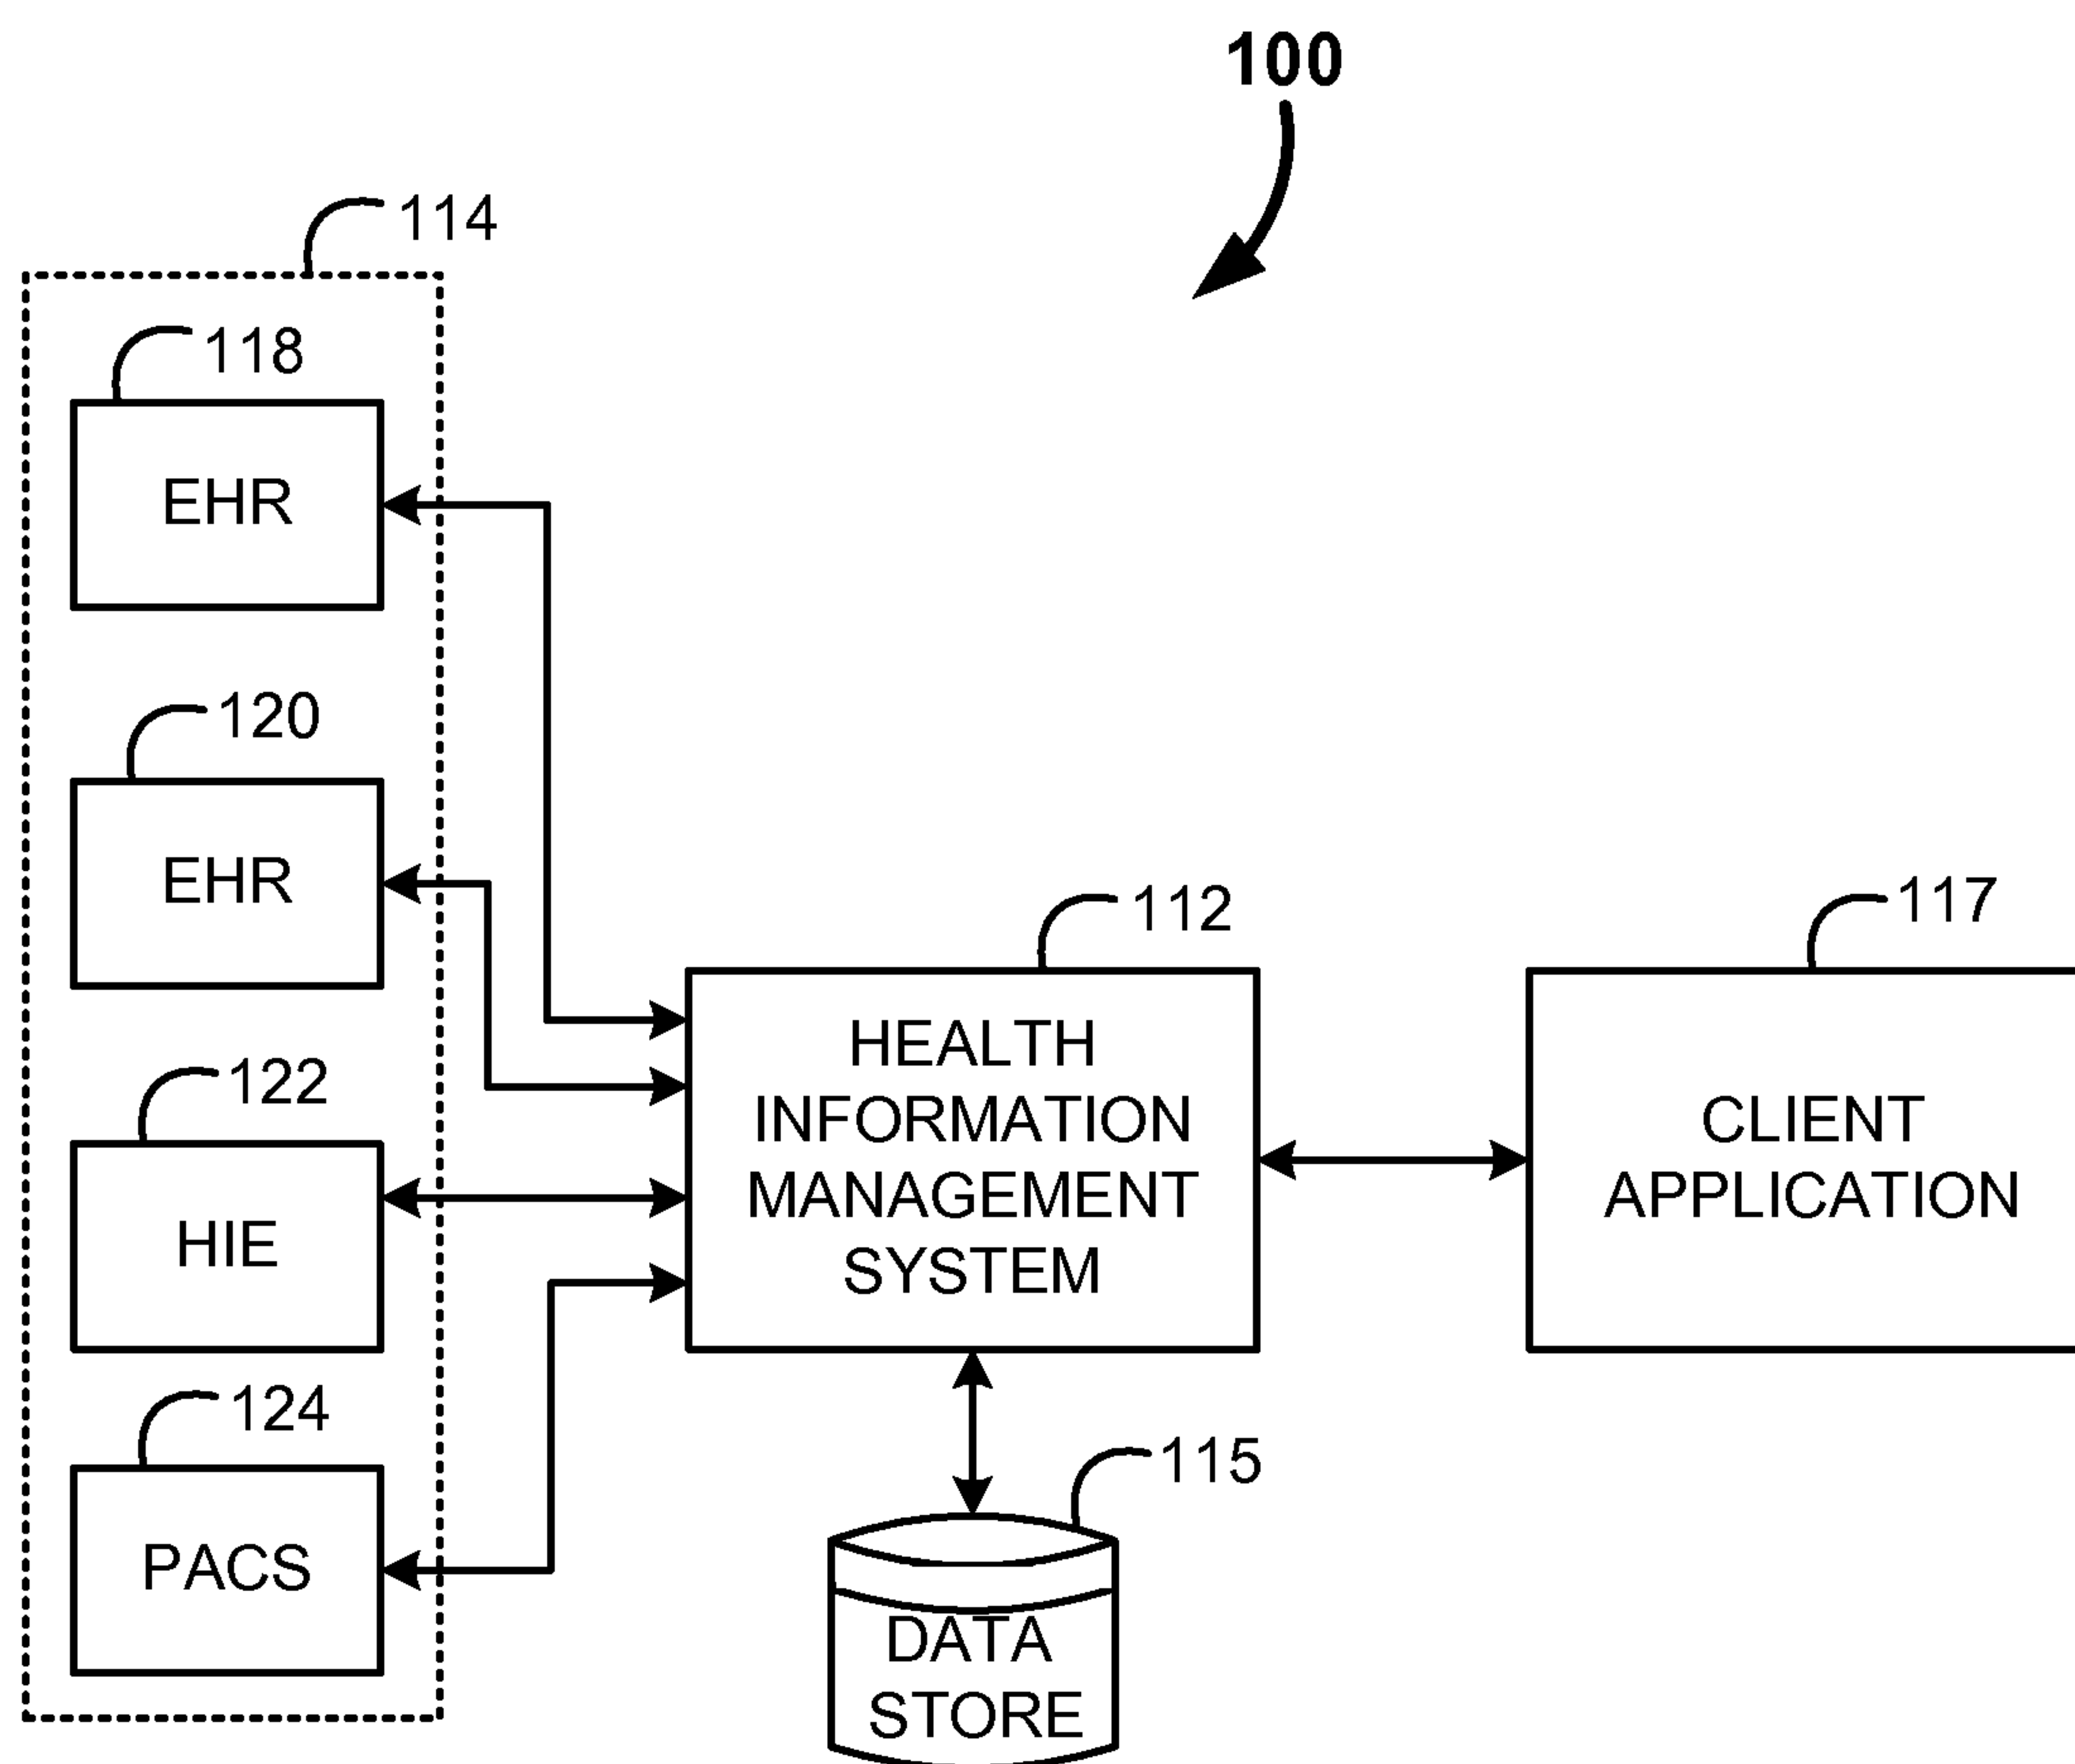 100
114
118
EHR
120
EHR
112
117
HEALTH
INFORMATION
MANAGEMENT
SYSTEM
CLIENT
APPLICATION
122
HIE
124
PACS
115
DATA
STORE